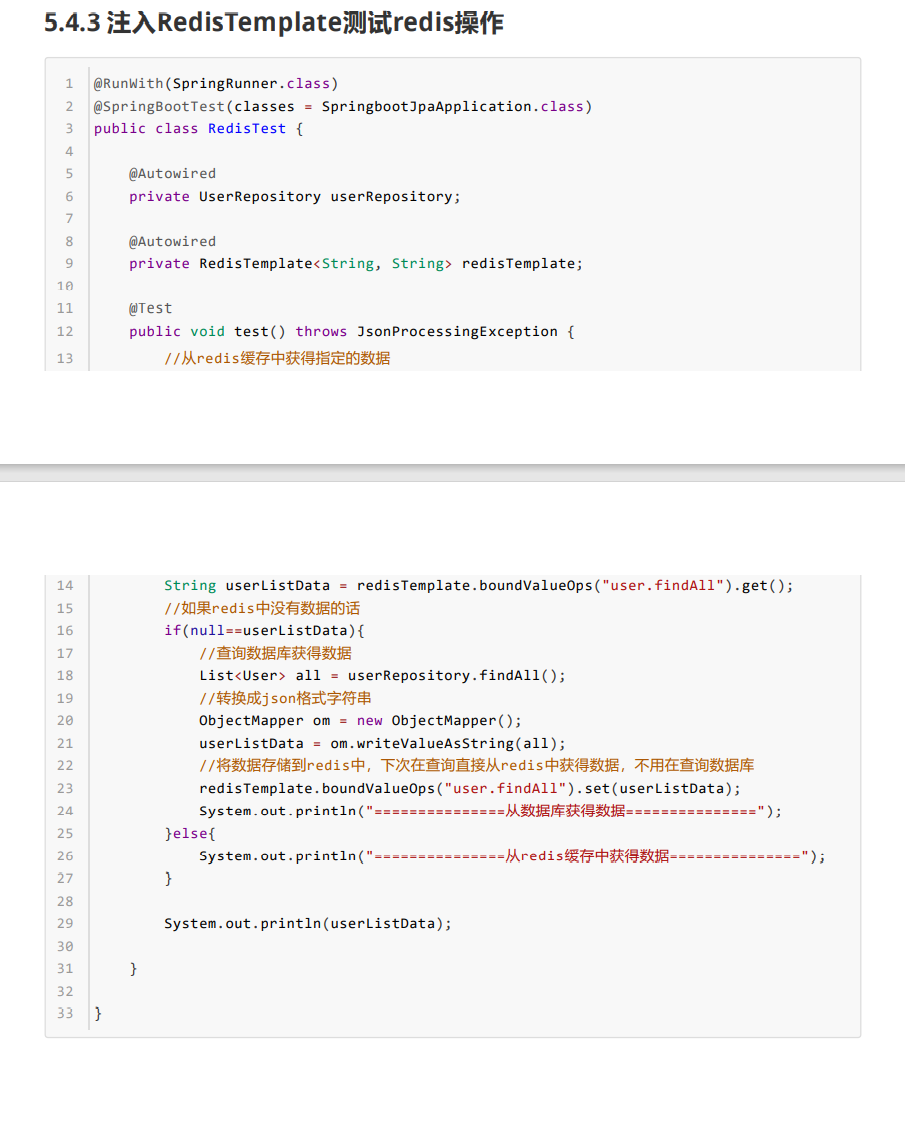 5.4.3 注入RedisTemplate测试redis操作
1 @RunWith(SpringRunner.class)
2 @SpringBootTest(classes = SpringbootJpaApplication.class)
3 public class RedisTest {
4
5     @Autowired
6     private UserRepository userRepository;
7
8     @Autowired
9     private RedisTemplate<String, String> redisTemplate;
10
11     @Test
12     public void test() throws JsonProcessingException {
13         //从redis缓存中获得指定的数据
14         String userListData = redisTemplate.boundValueOps("user.findAll").get();
15         //如果redis中没有数据的话
16         if(null==userListData){
17             //查询数据库获得数据
18             List<User> all = userRepository.findAll();
19             //转换成json格式字符串
20             ObjectMapper om = new ObjectMapper();
21             userListData = om.writeValueAsString(all);
22             //将数据存储到redis中，下次在查询直接从redis中获得数据，不用在查询数据库
23             redisTemplate.boundValueOps("user.findAll").set(userListData);
24             System.out.println("===============从数据库获得数据===============");
25         }else{
26             System.out.println("===============从redis缓存中获得数据===============");
27         }
28
29         System.out.println(userListData);
30
31     }
32
33 }